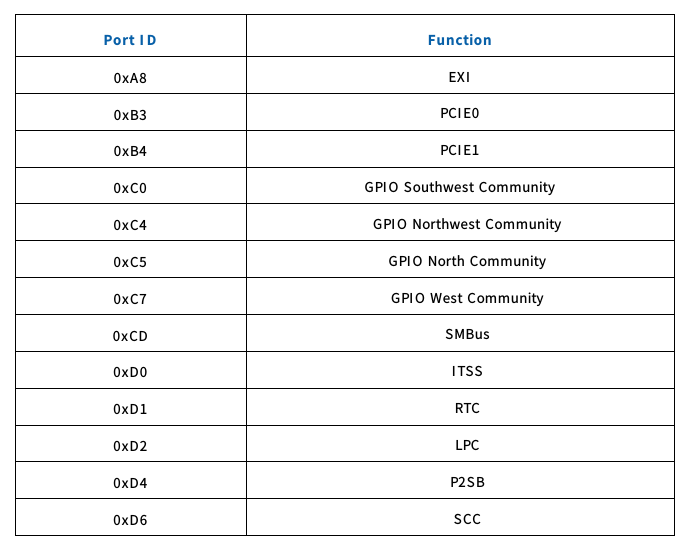 Port ID Function
0xA8 EXI
0xB3 PCIE0
0xB4 PCIE1
0xC0 GPIO Southwest Community
0xC4 GPIO Northwest Community
0xC5 GPIO North Community
0xC7 GPIO West Community
0xCD SMBus
0xD0 ITSS
0xD1 RTC
0xD2 LPC
0xD4 P2SB
0xD6 SCC